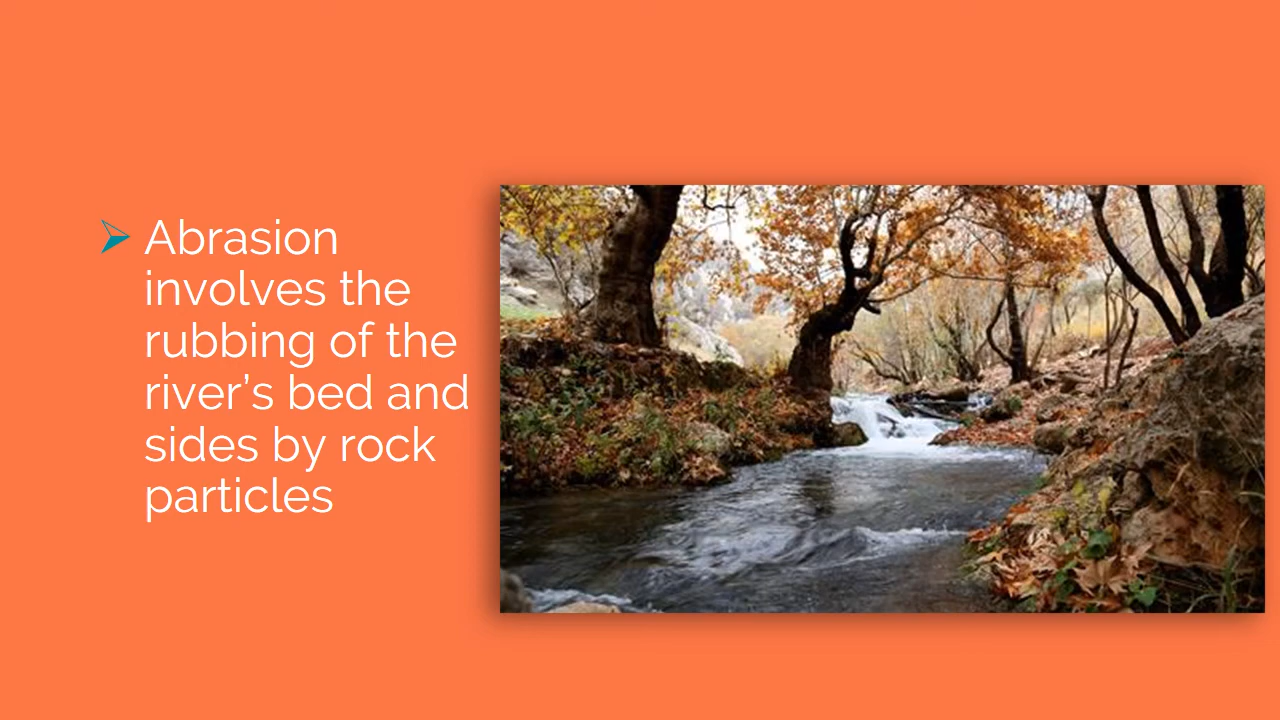 Abrasion
involves the
rubbing of the
river’s bed and
sides by rock
particles